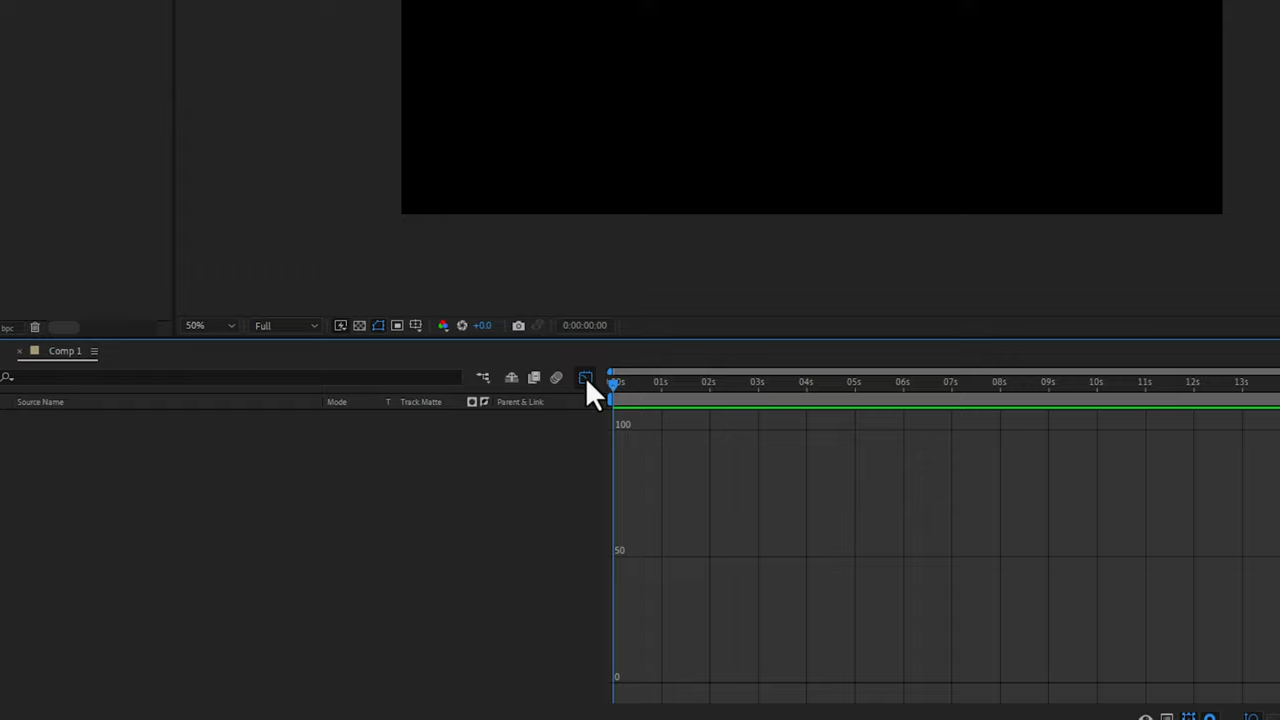 bpc
50%
Full
+0.0
0:00:00:00
Comp 1
01s 02s 03s 04s 05s 06s 07s 08s 09s 10s 11s 12s 13s
Source Name
Mode
T
Track Matte
Parent & Link
100
50
0